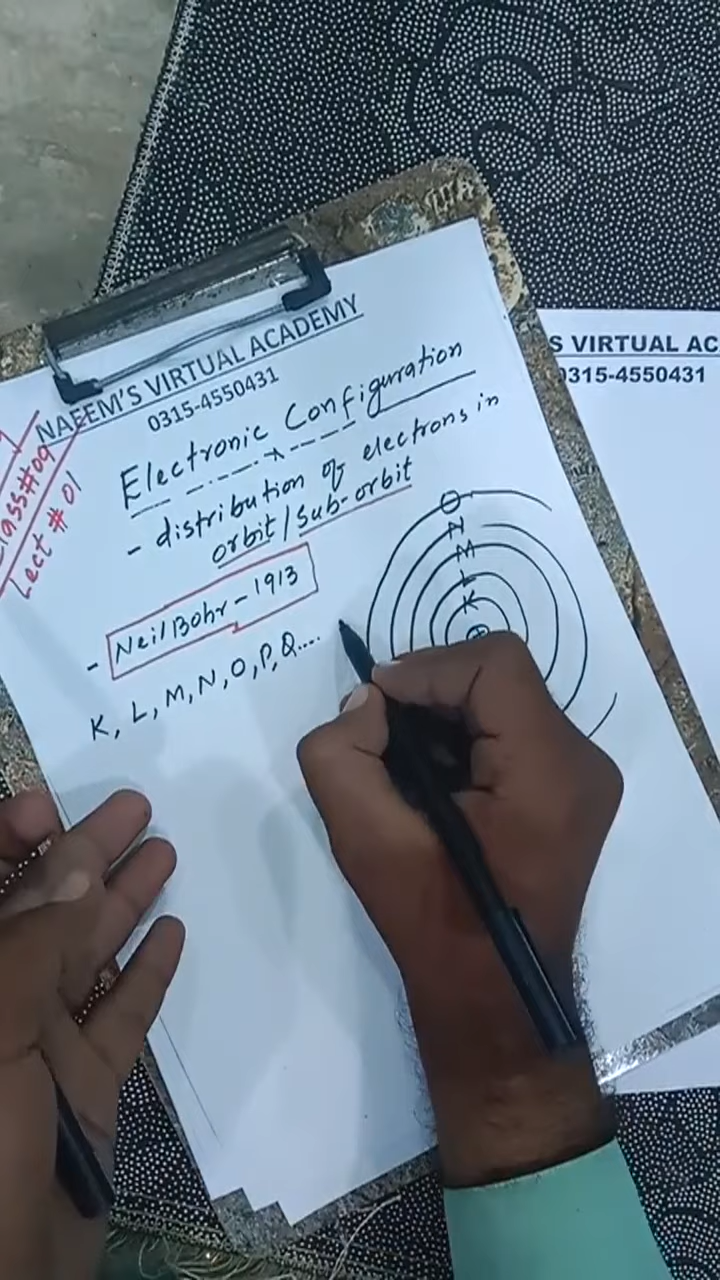 NAEEM'S VIRTUAL ACADEMY
0315-4550431
Class#09
Lect # 01
Electronic Configuration
- distribution of electrons in
orbit/sub-orbit
- Neil Bohr - 1913
K, L, M, N, O, P, Q....
O
N
M
L
K
+
S VIRTUAL AC
0315-4550431